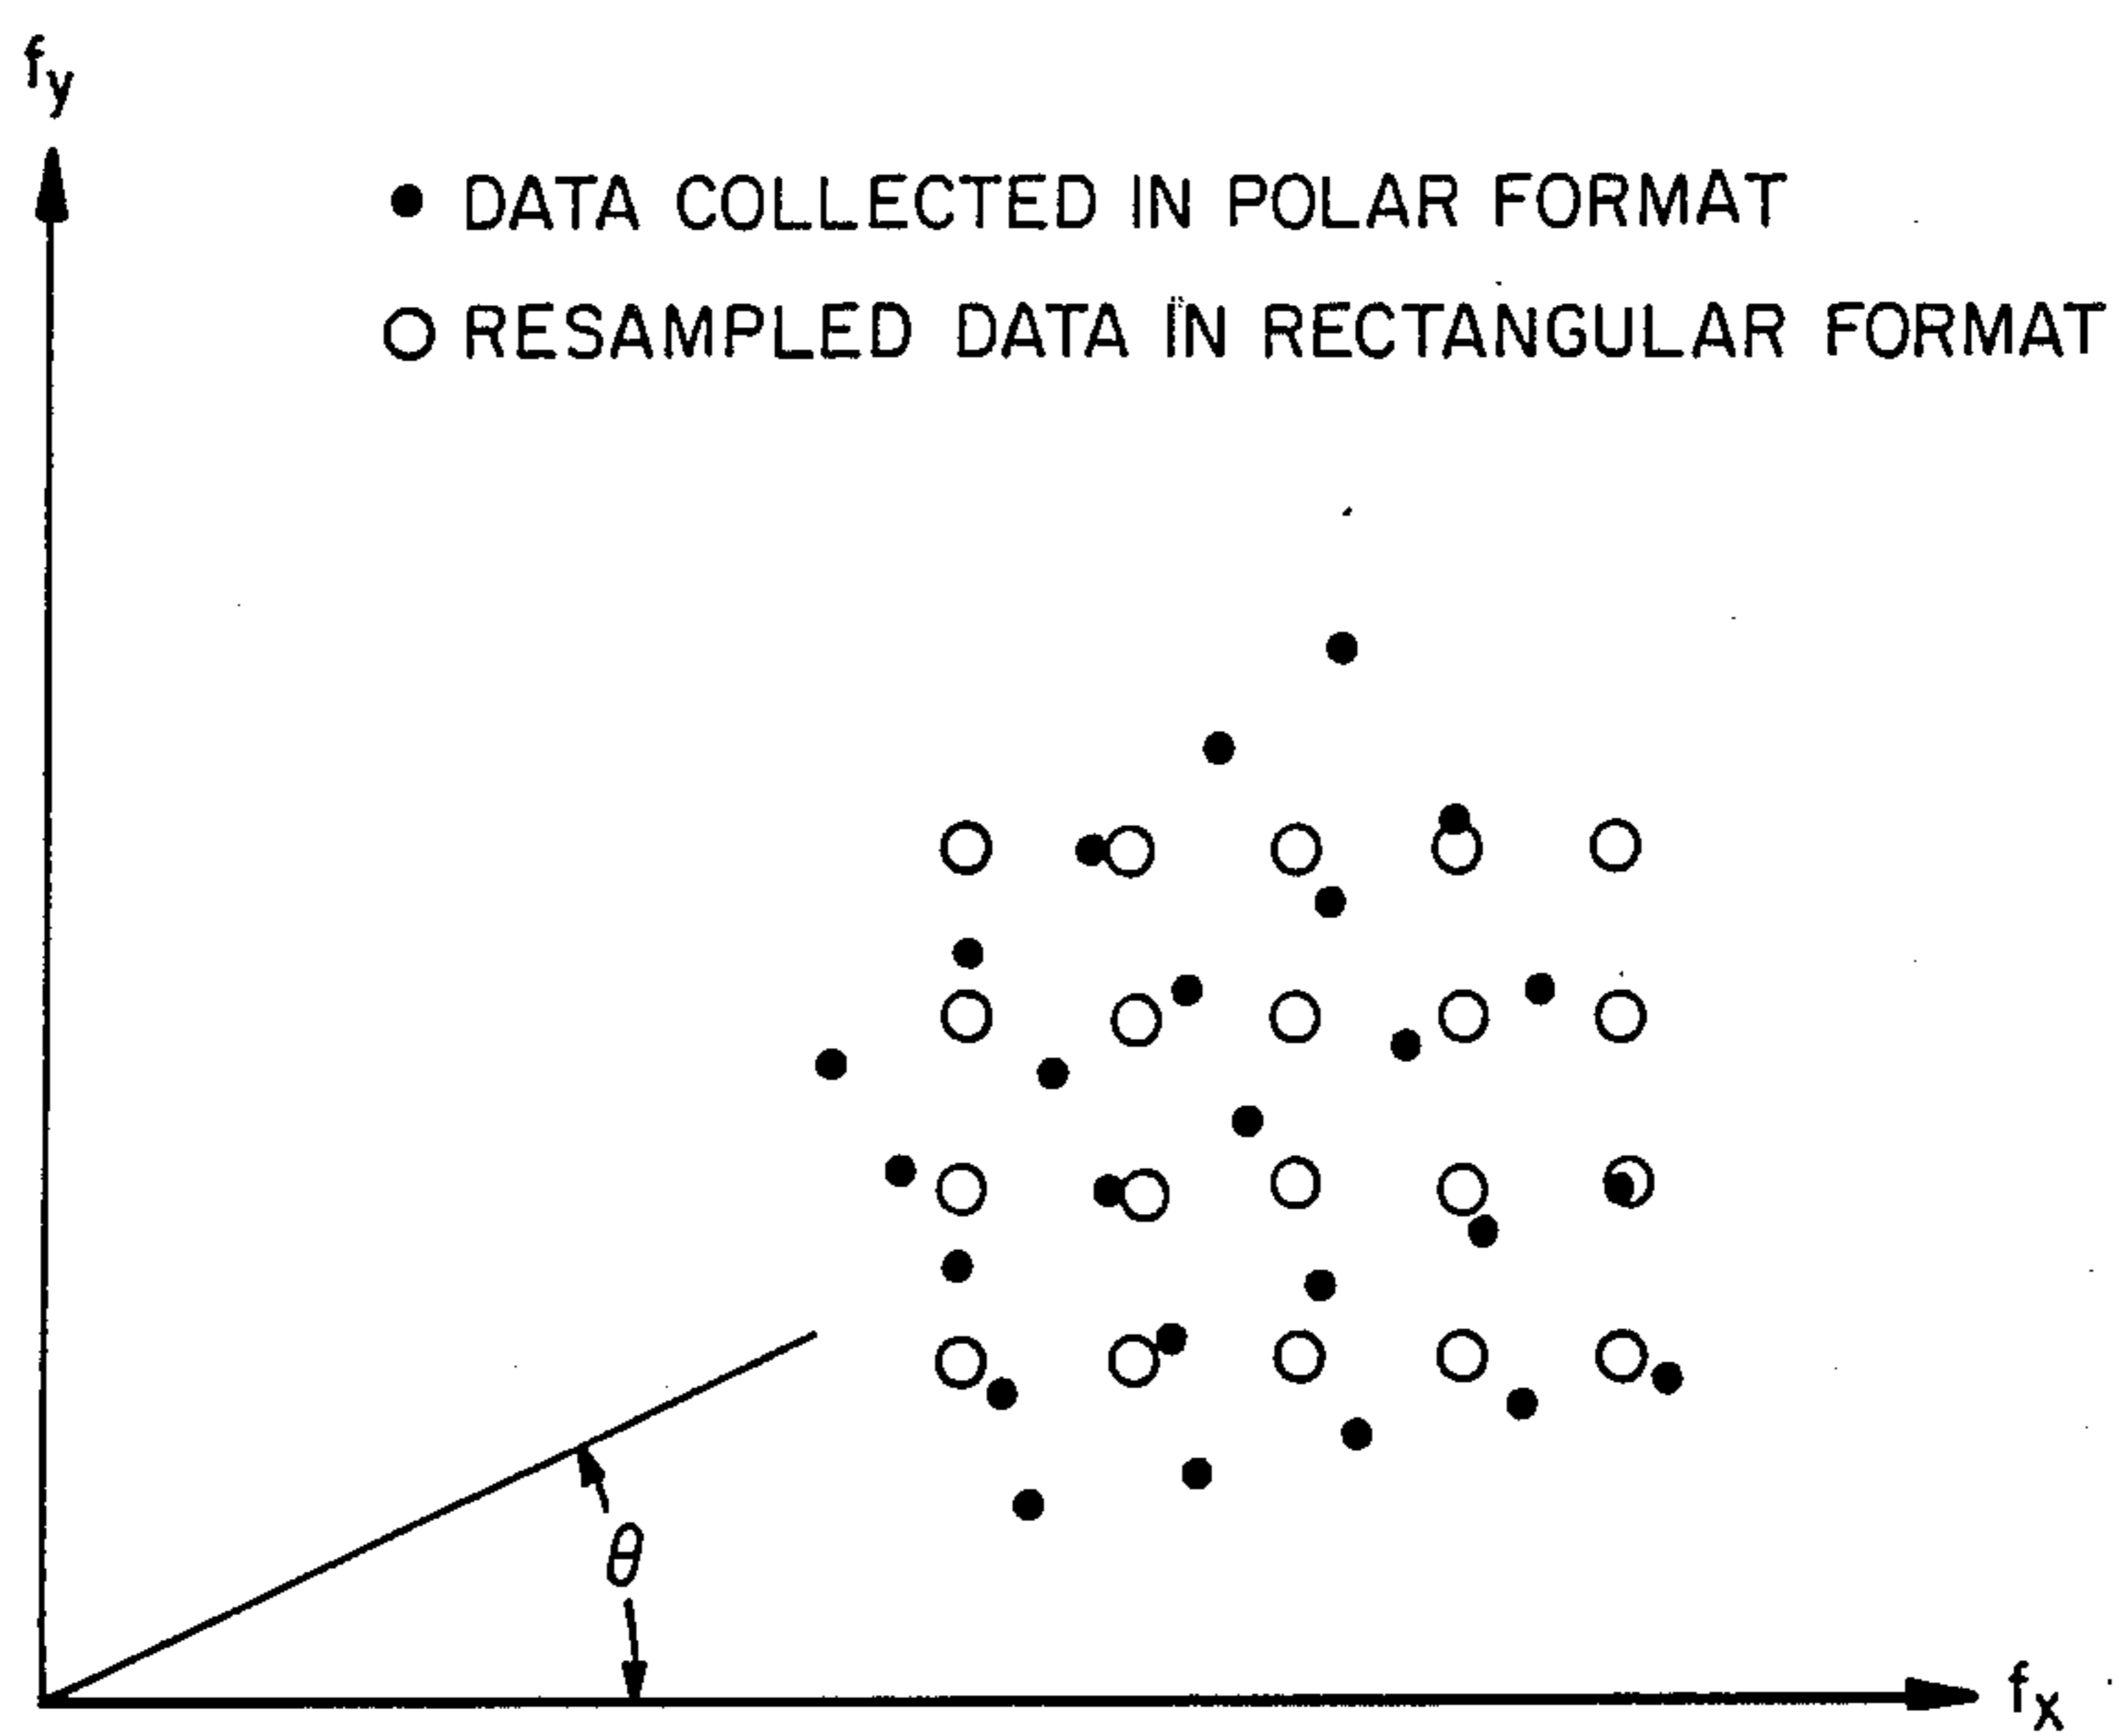 fy
DATA COLLECTED IN POLAR FORMAT
RESAMPLED DATA IN RECTANGULAR FORMAT
θ
fx